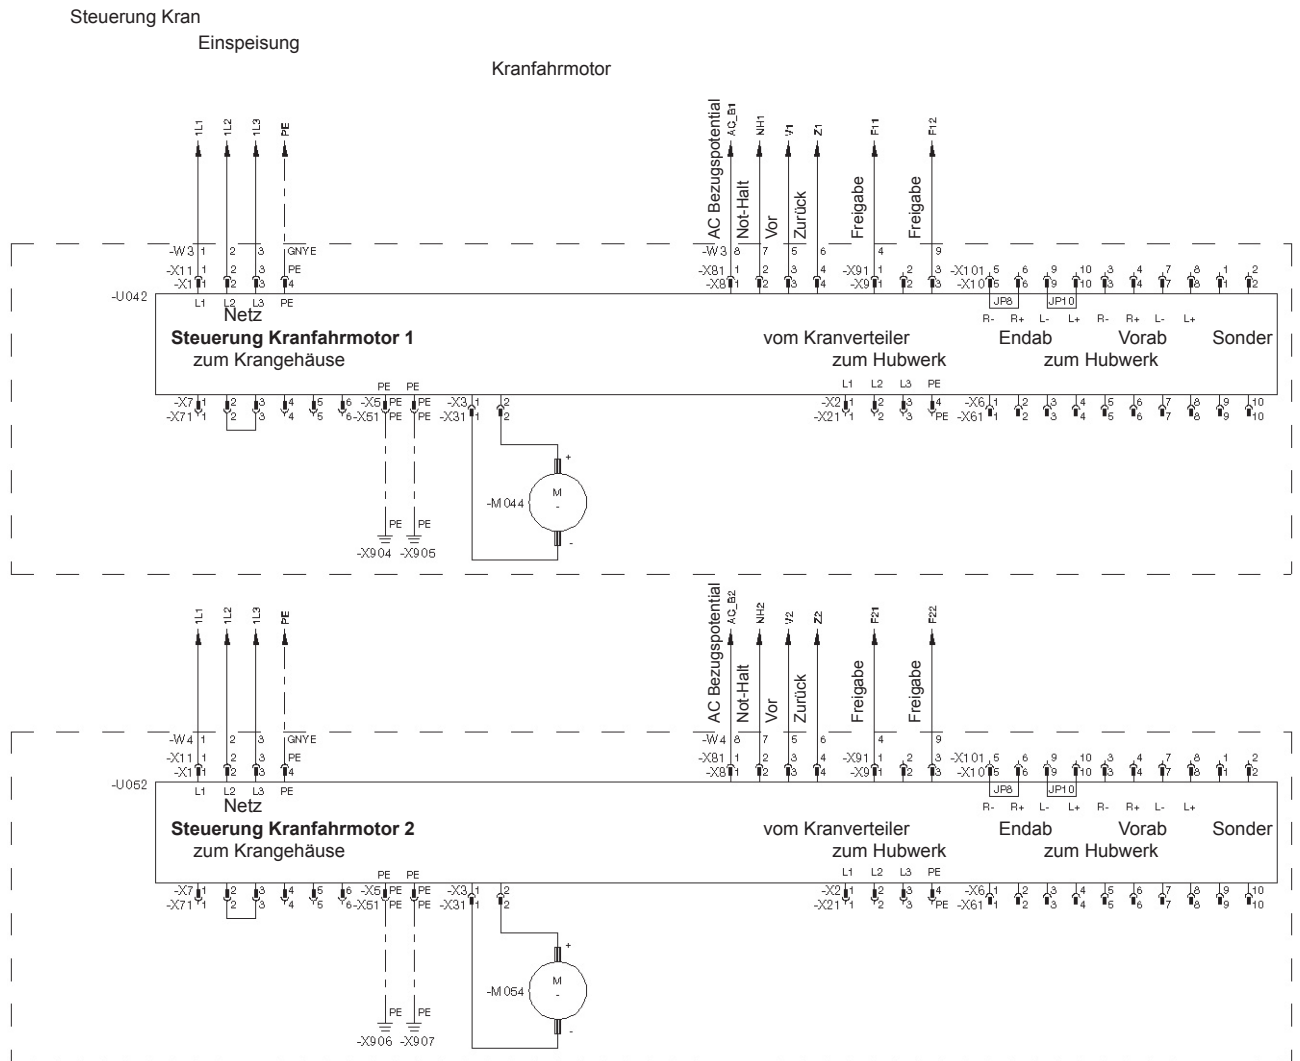 Steuerung Kran
Einspeisung
Kranfahrmotor
1L1 1L2 1L3 PE AC Bezugspotential AC_B1 Not-Halt NH1 Vor V1 Zurück Z1 Freigabe F11 Freigabe F12
-W3 1 2 3 GNYE -W3 8 7 5 6 4 9
-X11 1 2 3 PE -X81 1 2 3 4 -X91 1 2 3 -X101 5 6 9 10 3 4 7 8 1 2
-X1 1 2 3 4 -X8 1 2 3 4 -X9 1 2 3 -X10 5 6 9 10 3 4 7 8 1 2
-U042 L1 L2 L3 PE JP8 JP10
Netz R- R+ L- L+ R- R+ L- L+
Steuerung Kranfahrmotor 1 vom Kranverteiler Endab Vorab Sonder
zum Krangehäuse zum Hubwerk zum Hubwerk
PE PE L1 L2 L3 PE
-X7 1 2 3 4 5 6 -X5 PE PE -X3 1 2 -X2 1 2 3 4 -X6 1 2 3 4 5 6 7 8 9 10
-X71 1 2 3 4 5 6 -X51 PE PE -X31 1 2 -X21 1 2 3 PE -X61 1 2 3 4 5 6 7 8 9 10
+
-M044 M
-
PE PE
-
-X904 -X905
1L1 1L2 1L3 PE AC Bezugspotential AC_B2 Not-Halt NH2 Vor V2 Zurück Z2 Freigabe F21 Freigabe F22
-W4 1 2 3 GNYE -W4 8 7 5 6 4 9
-X11 1 2 3 PE -X81 1 2 3 4 -X91 1 2 3 -X101 5 6 9 10 3 4 7 8 1 2
-X1 1 2 3 4 -X8 1 2 3 4 -X9 1 2 3 -X10 5 6 9 10 3 4 7 8 1 2
-U052 L1 L2 L3 PE JP8 JP10
Netz R- R+ L- L+ R- R+ L- L+
Steuerung Kranfahrmotor 2 vom Kranverteiler Endab Vorab Sonder
zum Krangehäuse zum Hubwerk zum Hubwerk
PE PE L1 L2 L3 PE
-X7 1 2 3 4 5 6 -X5 PE PE -X3 1 2 -X2 1 2 3 4 -X6 1 2 3 4 5 6 7 8 9 10
-X71 1 2 3 4 5 6 -X51 PE PE -X31 1 2 -X21 1 2 3 PE -X61 1 2 3 4 5 6 7 8 9 10
+
-M054 M
-
PE PE
-
-X906 -X907